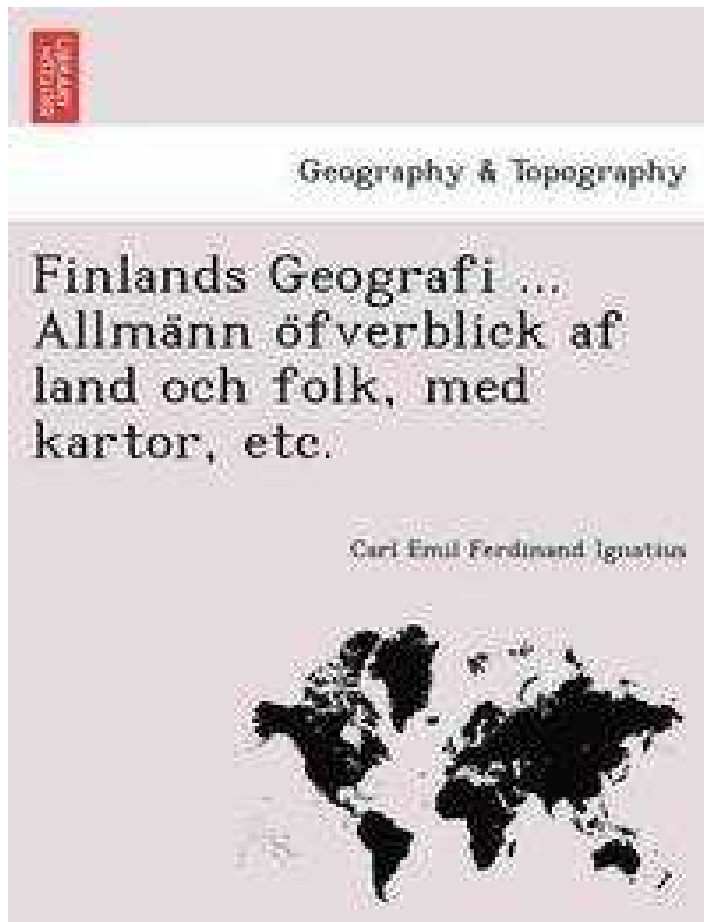 Geography & Topography
Finlands Geografi ...
Allmänn öfverblick af
land och folk, med
kartor, etc.
Carl Emil Ferdinand Ignatius